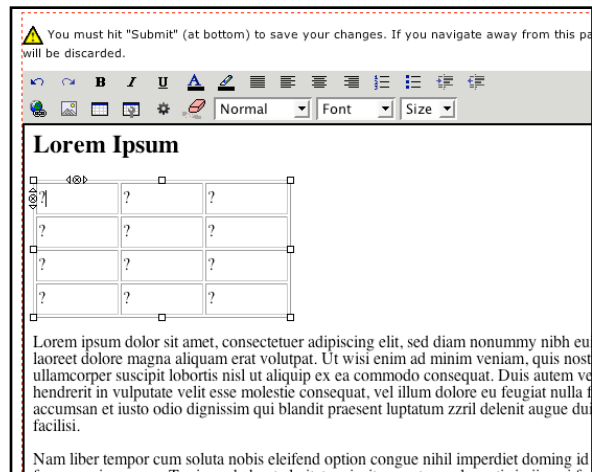 You must hit "Submit" (at bottom) to save your changes. If you navigate away from this
will be discarded.
B I U A
Normal Font Size
Lorem Ipsum
? ? ?
? ? ?
? ? ?
? ? ?
Lorem ipsum dolor sit amet, consectetuer adipiscing elit, sed diam nonummy nibh
laoreet dolore magna aliquam erat volutpat. Ut wisi enim ad minim veniam, quis
ullamcorper suscipit lobortis nisl ut aliquip ex ea commodo consequat. Duis autem
hendrerit in vulputate velit esse molestie consequat, vel illum dolore eu feugiat nulla
accumsan et iusto odio dignissim qui blandit praesent luptatum zzril delenit augue
facilisi.
Nam liber tempor cum soluta nobis eleifend option congue nihil imperdiet doming id